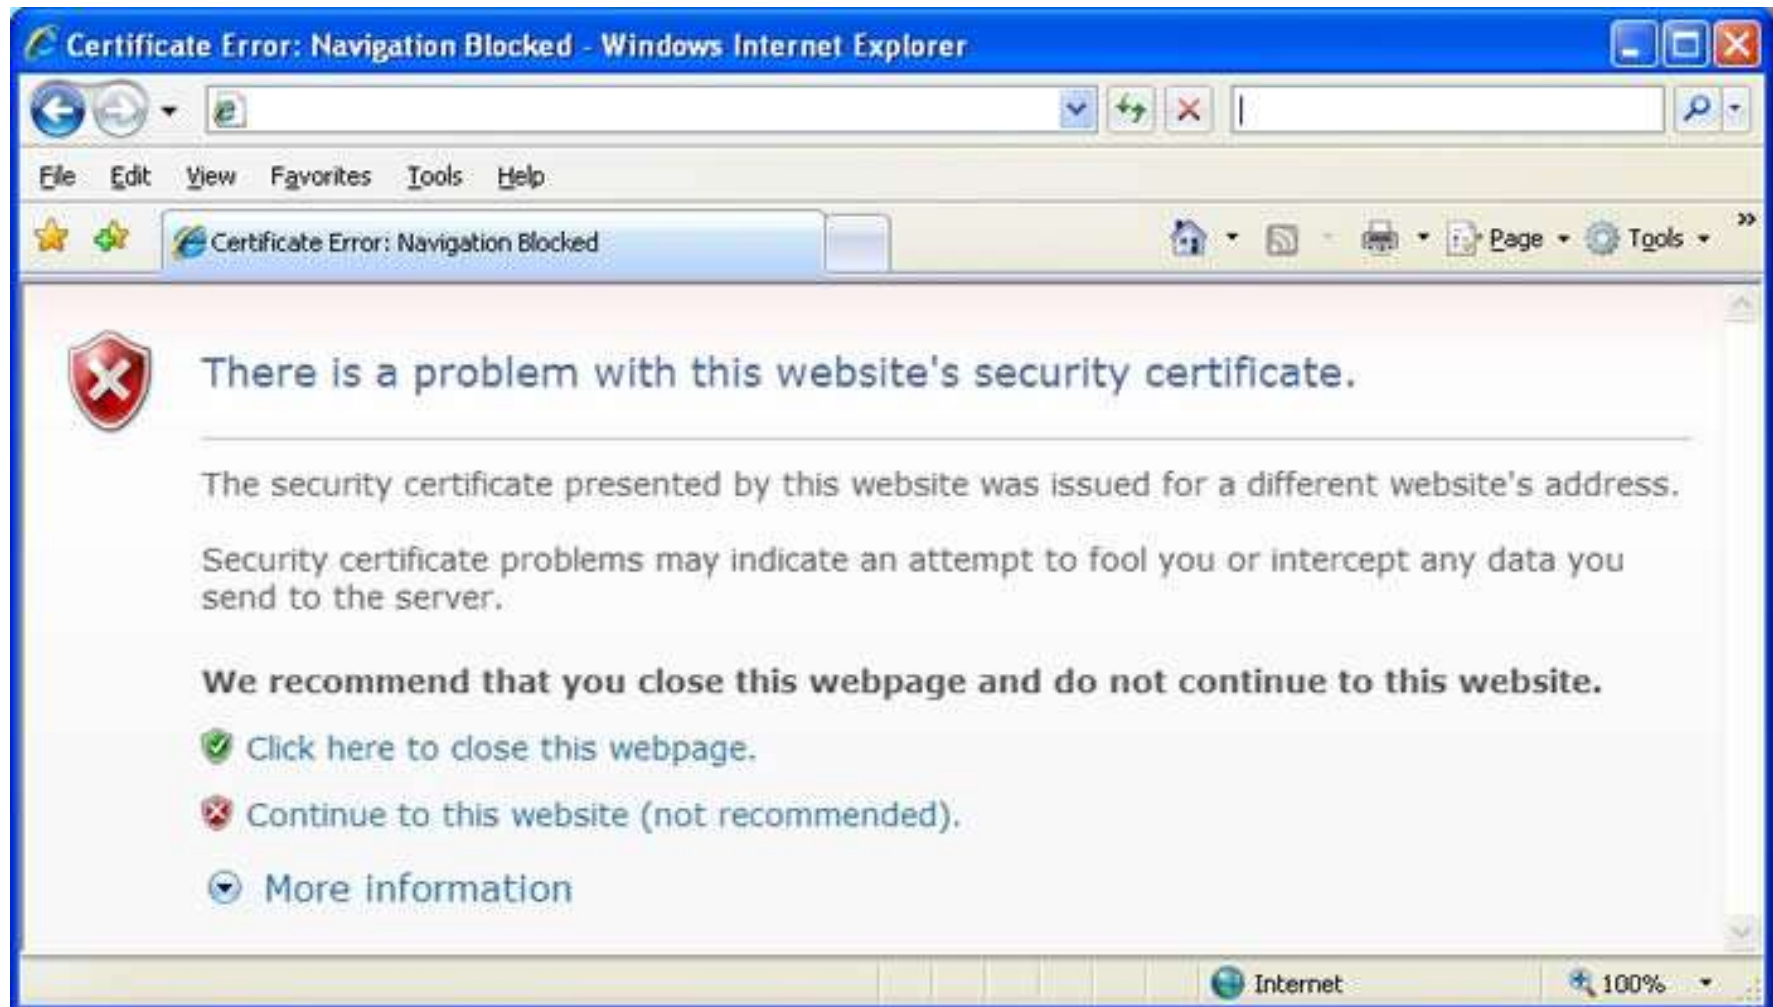 Certificate Error: Navigation Blocked - Windows Internet Explorer
File Edit View Favorites Tools Help
Certificate Error: Navigation Blocked
Page Tools »
There is a problem with this website's security certificate.
The security certificate presented by this website was issued for a different website's address.
Security certificate problems may indicate an attempt to fool you or intercept any data you
send to the server.
We recommend that you close this webpage and do not continue to this website.
Click here to close this webpage.
Continue to this website (not recommended).
More information
Internet 100%